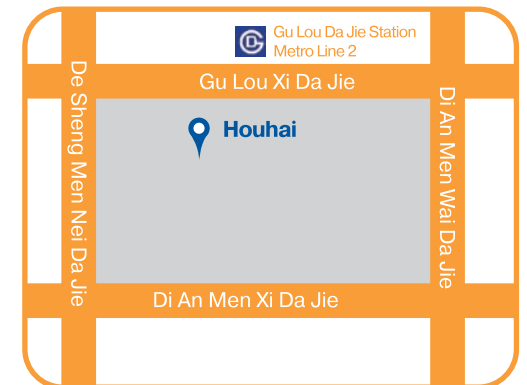 Gu Lou Da Jie Station
Metro Line 2
Gu Lou Xi Da Jie
De Sheng Men Nei Da Jie
Houhai
Di An Men Wai Da Jie
Di An Men Xi Da Jie